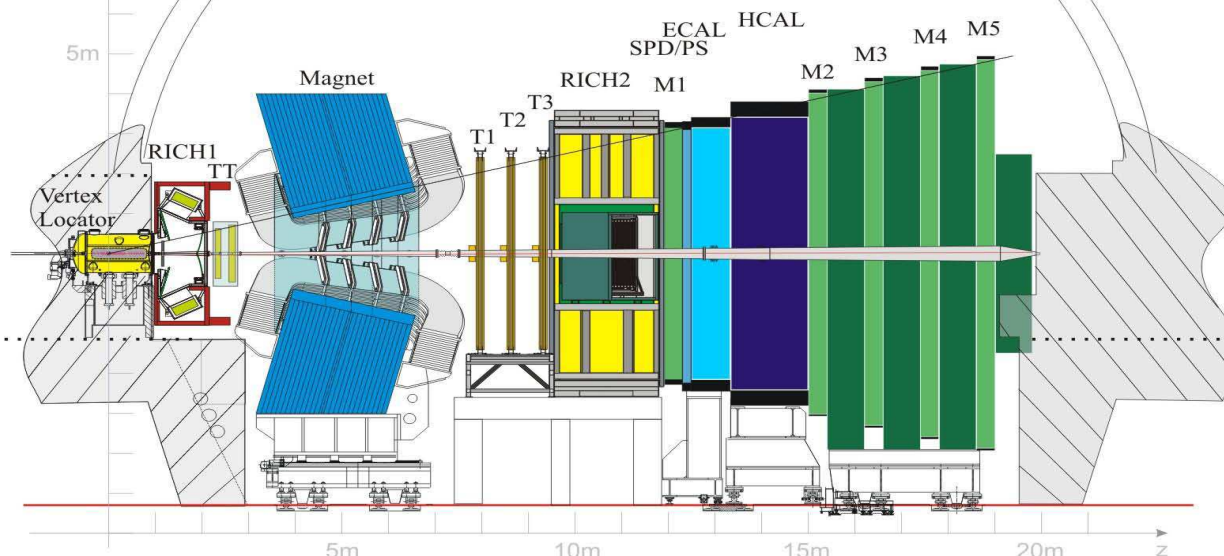 HCAL
ECAL
M5
M4
5m
SPD/PS
M3
M2
Magnet
RICH2
M1
T3
T2
T1
RICH1
TT
Vertex
Locator
5m
10m
15m
20m
z